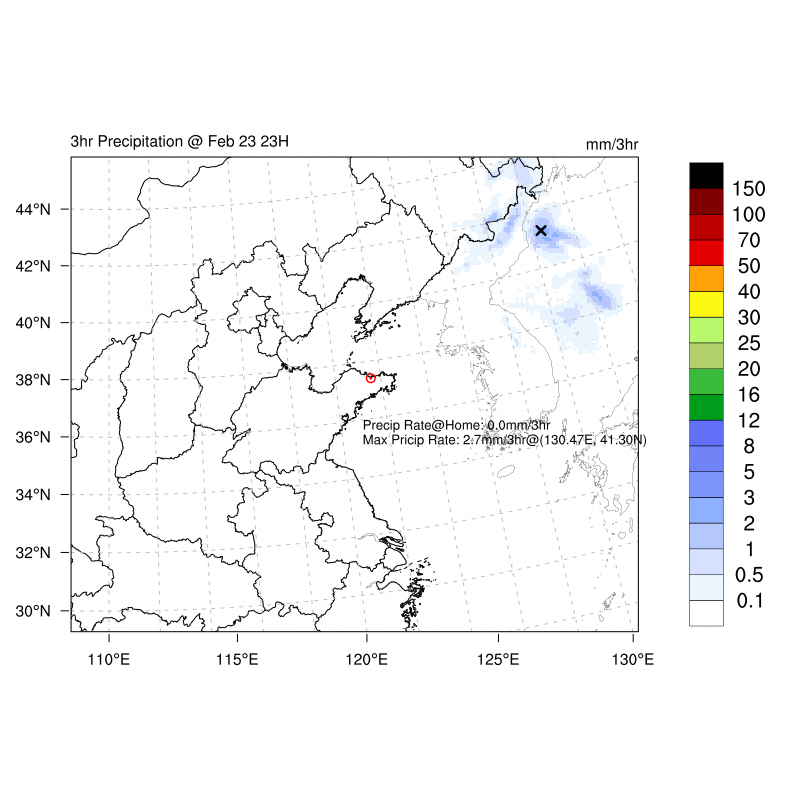 3hr Precipitation @ Feb 23 23H
mm/3hr
44°N
42°N
40°N
38°N
36°N
34°N
32°N
30°N
110°E
115°E
120°E
125°E
130°E
Precip Rate@Home: 0.0mm/3hr
Max Pricip Rate: 2.7mm/3hr@(130.47E, 41.30N)
150
100
70
50
40
30
25
20
16
12
8
5
3
2
1
0.5
0.1